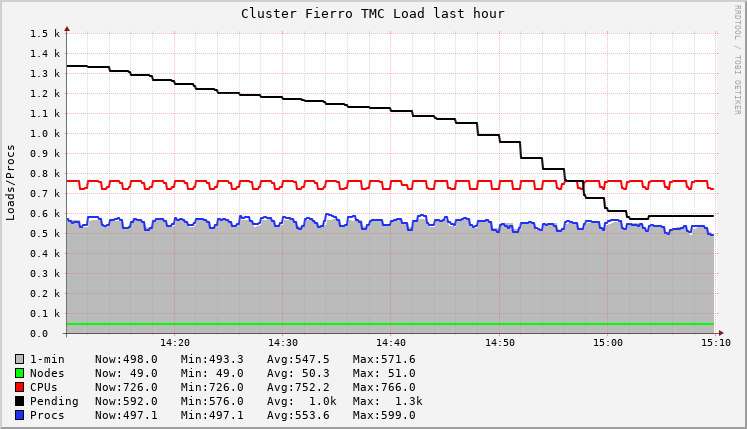 Cluster Fierro TMC Load last hour
RRDTOOL / TOBI OETIKER
Loads/Procs
1.5 k
1.4 k
1.3 k
1.2 k
1.1 k
1.0 k
0.9 k
0.8 k
0.7 k
0.6 k
0.5 k
0.4 k
0.3 k
0.2 k
0.1 k
0.0
14:20 14:30 14:40 14:50 15:00 15:10
1-min Now:498.0 Min:493.3 Avg:547.5 Max:571.6
Nodes Now: 49.0 Min: 49.0 Avg: 50.3 Max: 51.0
CPUs Now:726.0 Min:726.0 Avg:752.2 Max:766.0
Pending Now:592.0 Min:576.0 Avg: 1.0k Max: 1.3k
Procs Now:497.1 Min:497.1 Avg:553.6 Max:599.0